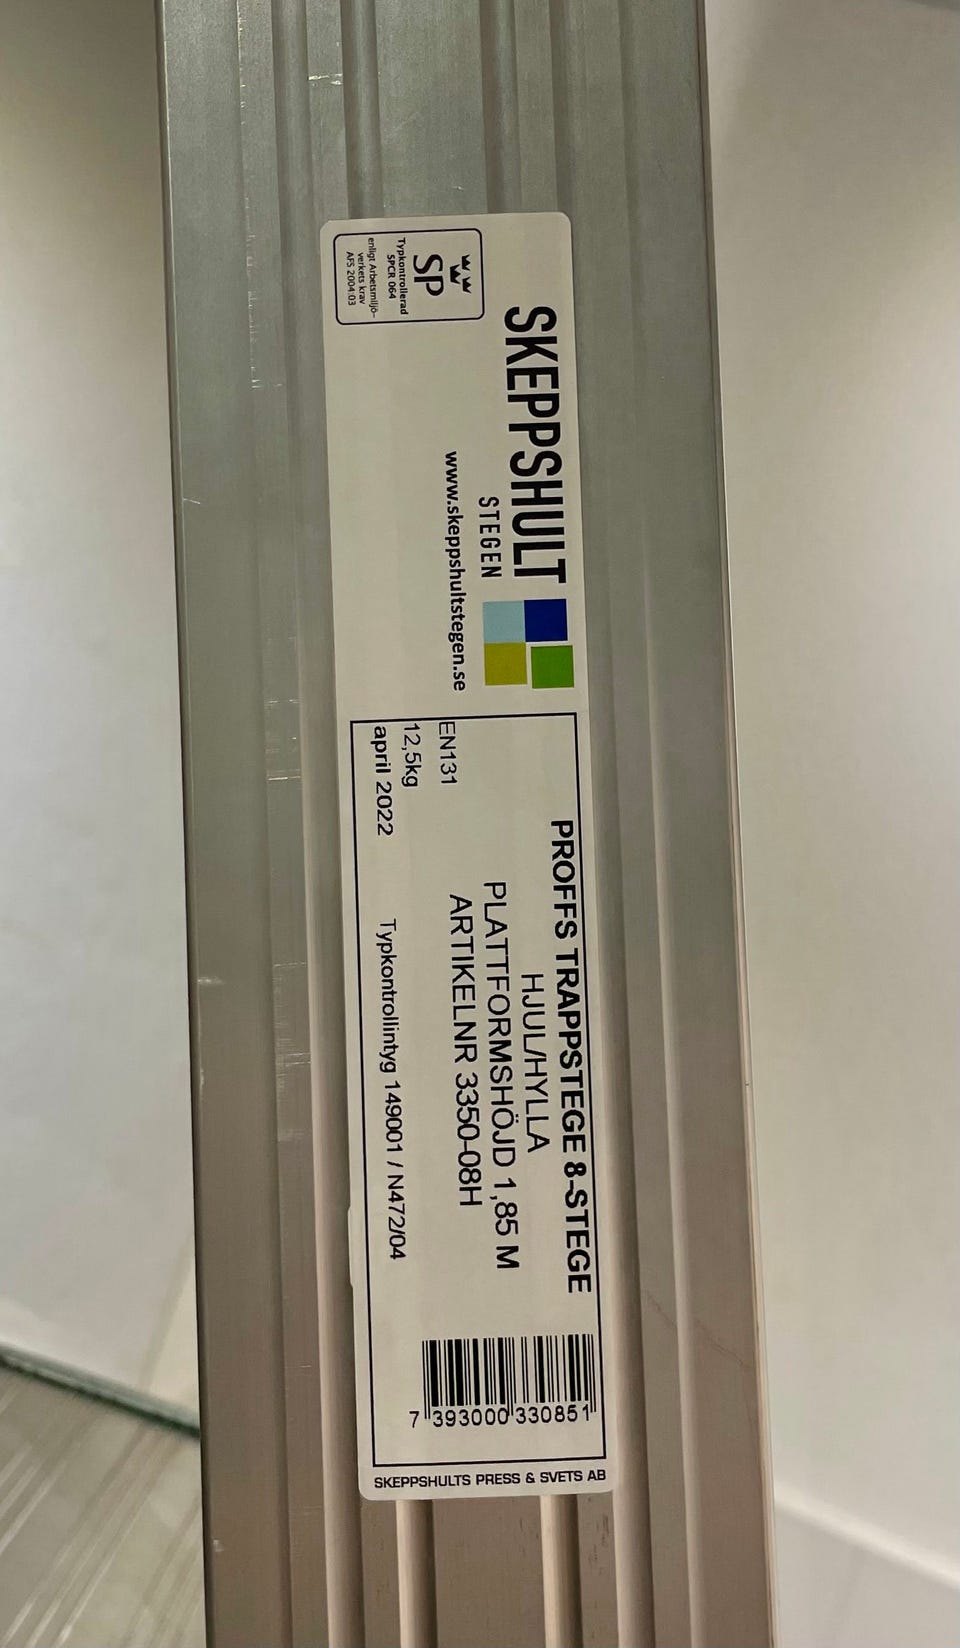 SP
Typkontrollerad
SPCR 064
enligt Arbetsmiljö-
verkets krav
AFS 2004:03
SKEPPSHULT
STEGEN
www.skeppshultstegen.se
PROFFS TRAPPSTEGE 8-STEGE
HJUL/HYLLA
PLATTFORMSHÖJD 1,85 M
ARTIKELNR 3350-08H
EN131
12,5kg
april 2022
Typkontrollintyg 149001 / N472/04
7 393000 330851
SKEPPSHULTS PRESS & SVETS AB